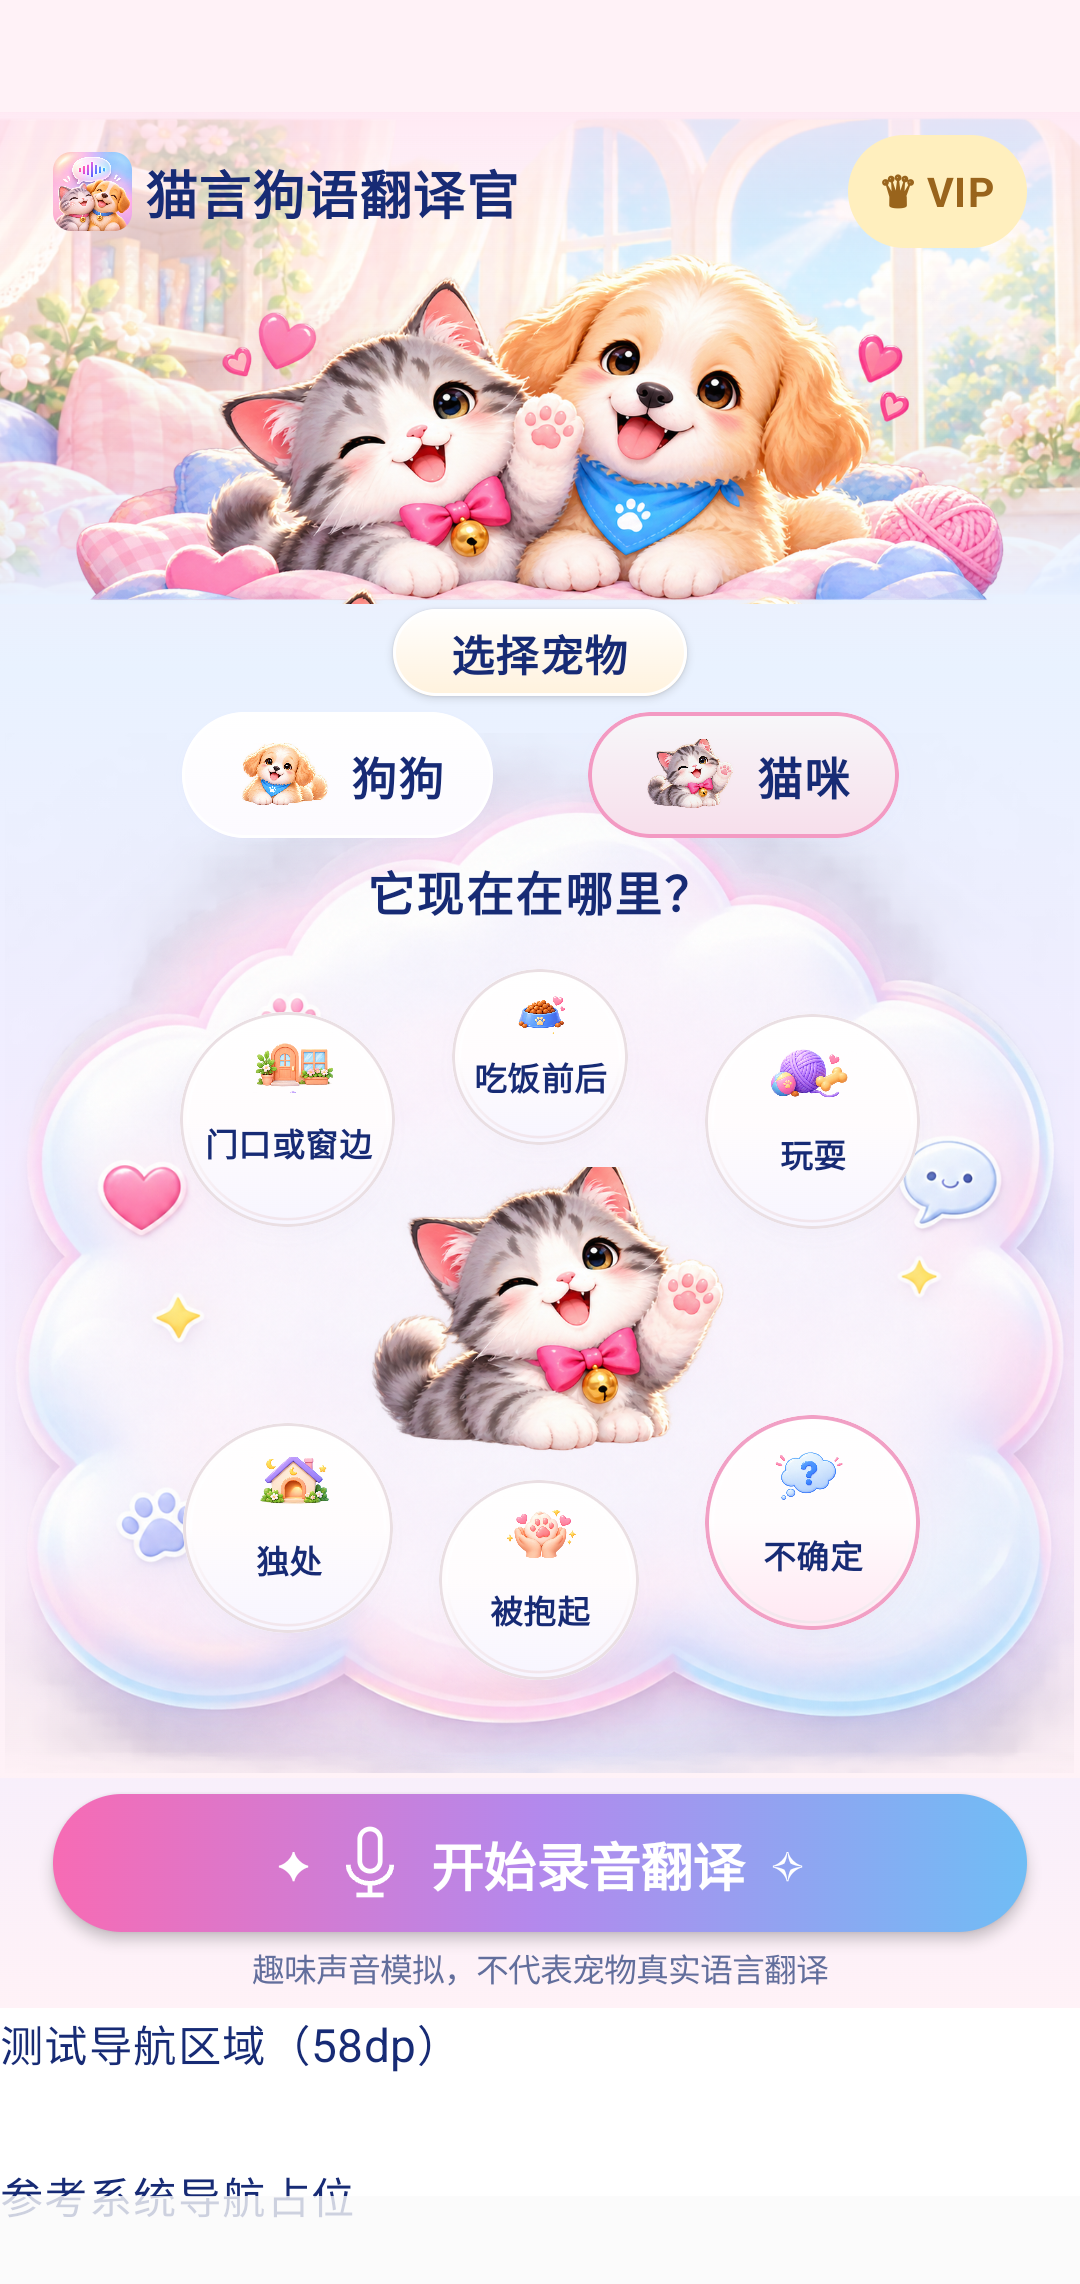 猫言狗语翻译官
VIP
选择宠物
狗狗
猫咪
它现在在哪里？
吃饭前后
门口或窗边
玩耍
独处
不确定
被抱起
开始录音翻译
趣味声音模拟，不代表宠物真实语言翻译
测试导航区域（58dp）
参考系统导航占位